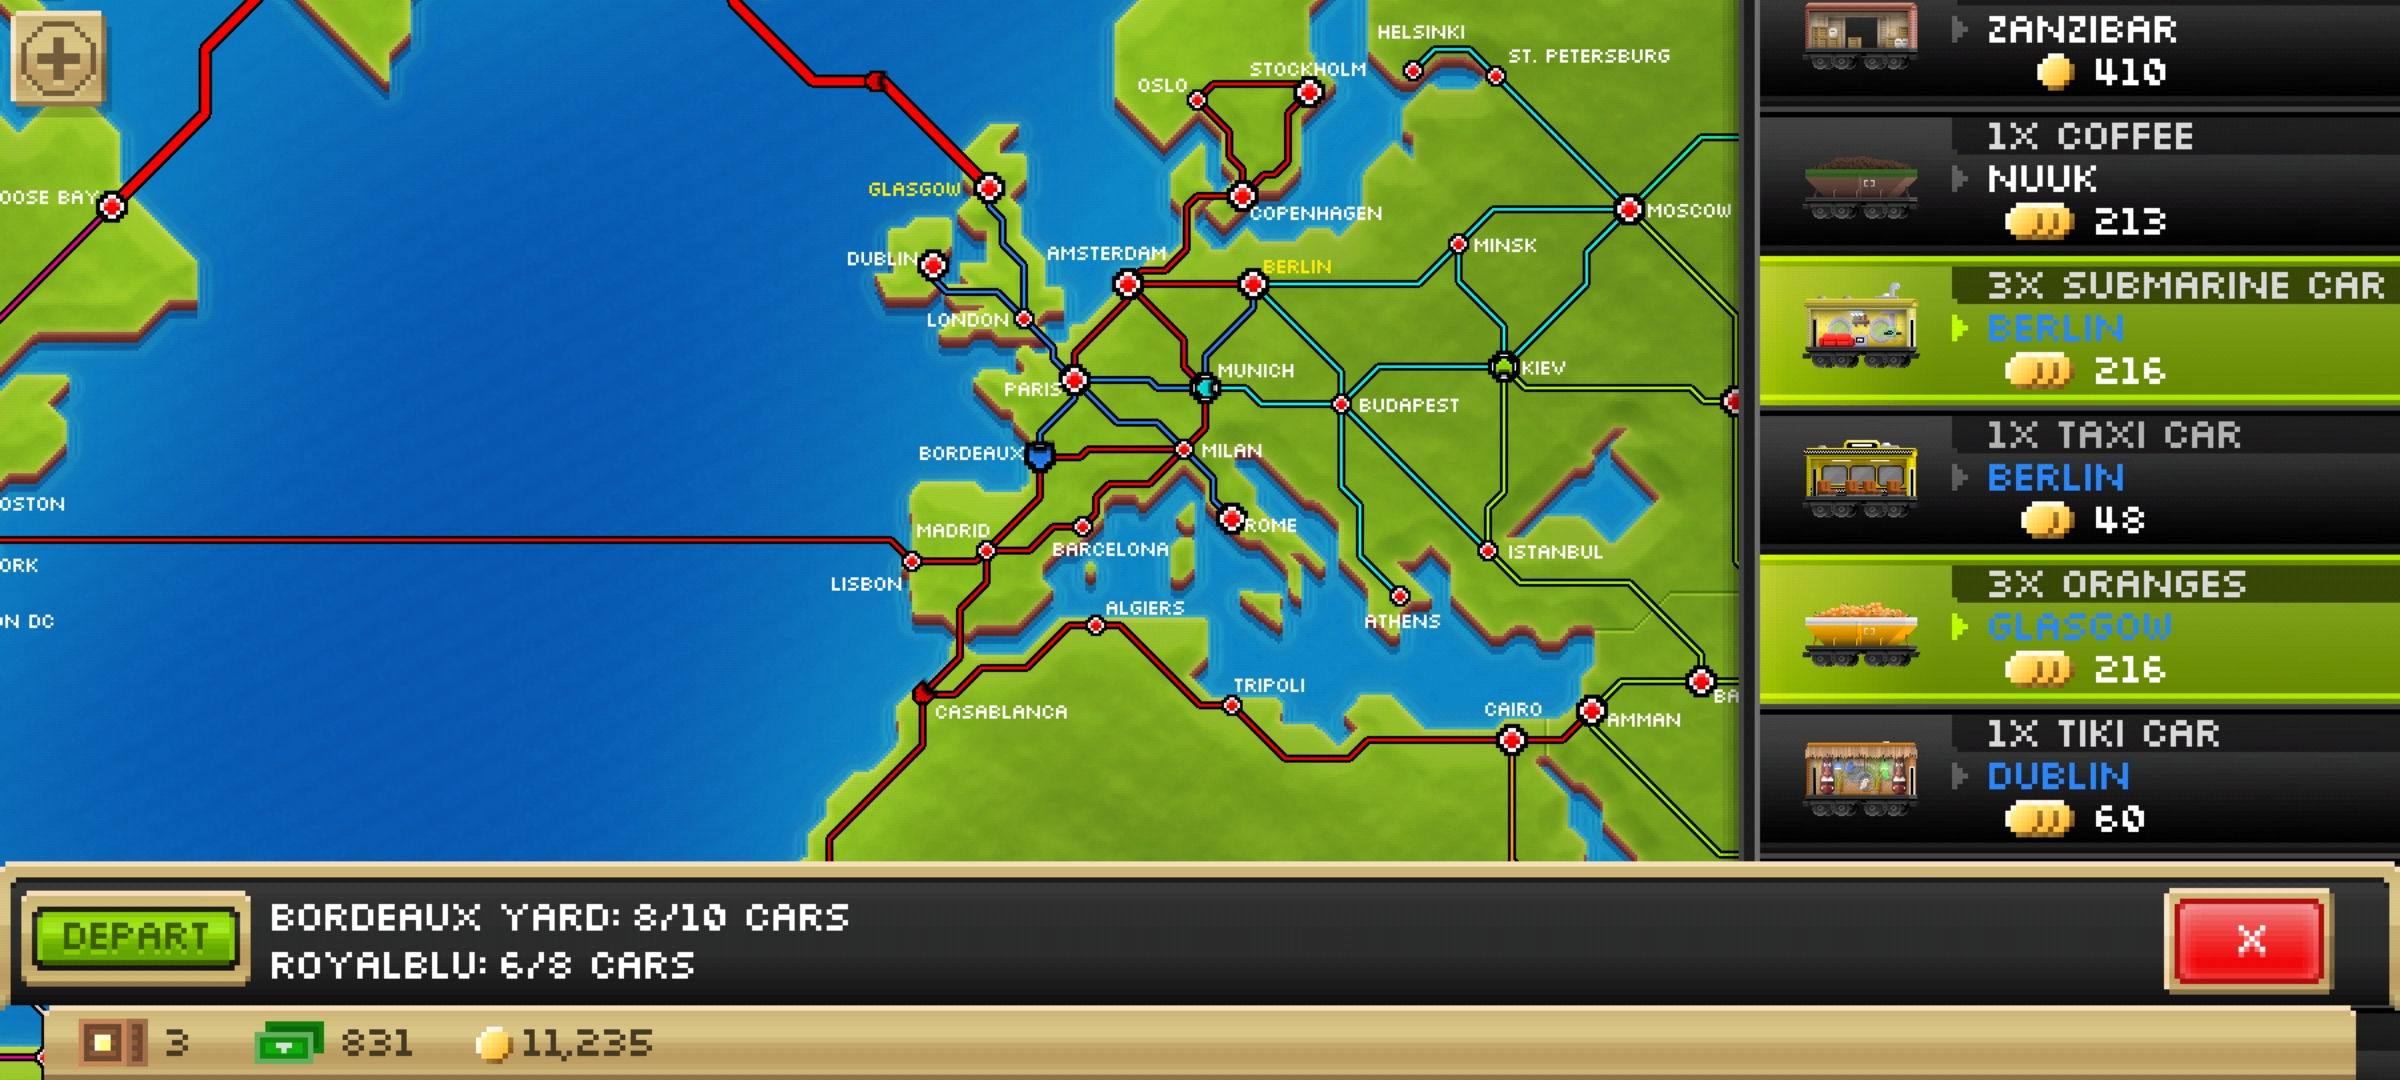 HELSINKI
ST. PETERSBURG
STOCKHOLM
OSLO
GLASGOW
OOSE BAY
COPENHAGEN
MOSCOW
MINSK
DUBLIN
AMSTERDAM
BERLIN
LONDON
PARIS
MUNICH
KIEV
BUDAPEST
BORDEAUX
MILAN
OSTON
MADRID
ROME
BARCELONA
ISTANBUL
ORK
LISBON
ALGIERS
ATHENS
N DC
TRIPOLI
CASABLANCA
CAIRO
AMMAN
BA
ZANZIBAR
410
1X COFFEE
NUUK
213
3X SUBMARINE CAR
BERLIN
216
1X TAXI CAR
BERLIN
48
3X ORANGES
GLASGOW
216
1X TIKI CAR
DUBLIN
60
DEPART
BORDEAUX YARD: 8/10 CARS
ROYALBLU: 6/8 CARS
X
3
831
11,235